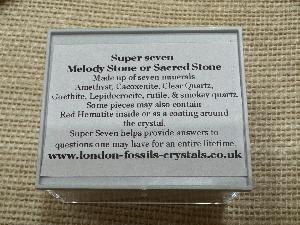 Super seven
Melody Stone or Sacred Stone
Made up of seven minerals
Amethyst, Cacoxenite, Clear Quartz,
Goethite, Lepidocrocite, rutile, & smokey quartz.
Some pieces may also contain
Red Hematite inside or as a coating around
the crystal.
Super Seven helps provide answers to
questions one may have for an entire lifetime.
www.london-fossils-crystals.co.uk